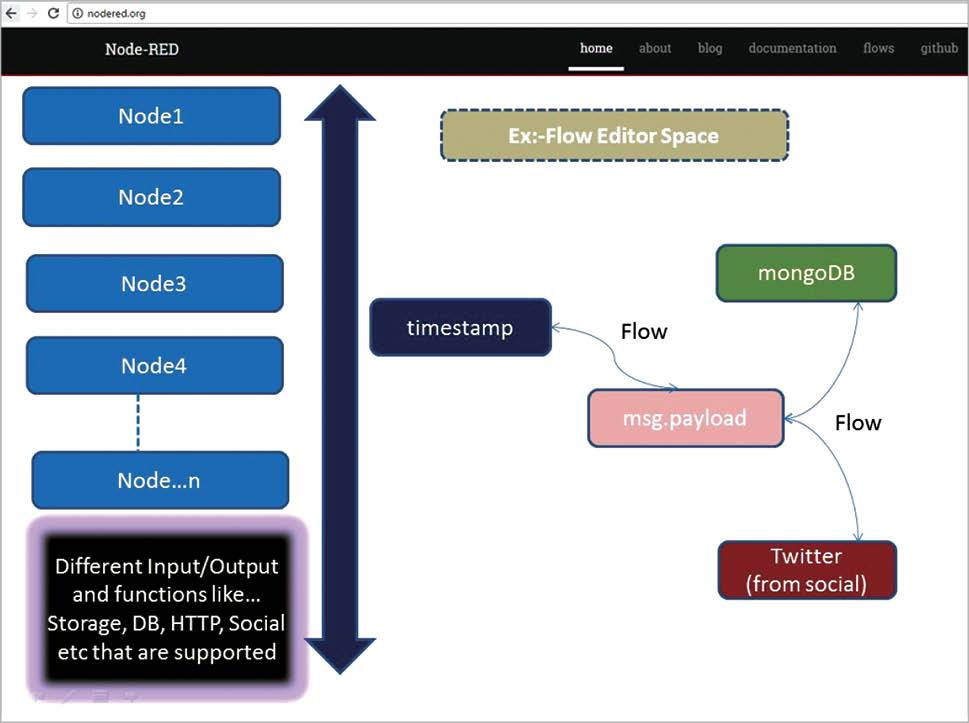 nodered.org
Node-RED
home about blog documentation flows github
Node1
Node2
Node3
Node4
Node...n
Different Input/Output
and functions like...
Storage, DB, HTTP, Social
etc that are supported
Ex:-Flow Editor Space
timestamp
Flow
msg.payload
mongoDB
Flow
Twitter
(from social)